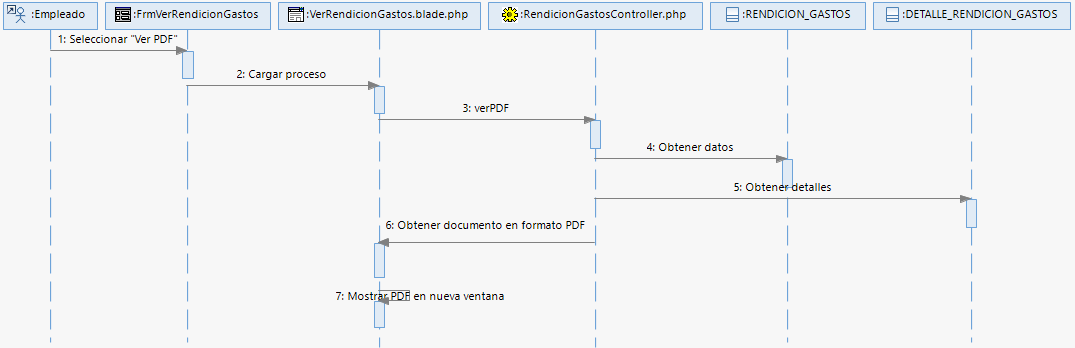 :Empleado
:FrmVerRendicionGastos
:VerRendicionGastos.blade.php
:RendicionGastosController.php
:RENDICION_GASTOS
:DETALLE_RENDICION_GASTOS
1: Seleccionar "Ver PDF"
2: Cargar proceso
3: verPDF
4: Obtener datos
5: Obtener detalles
6: Obtener documento en formato PDF
7: Mostrar PDF en nueva ventana